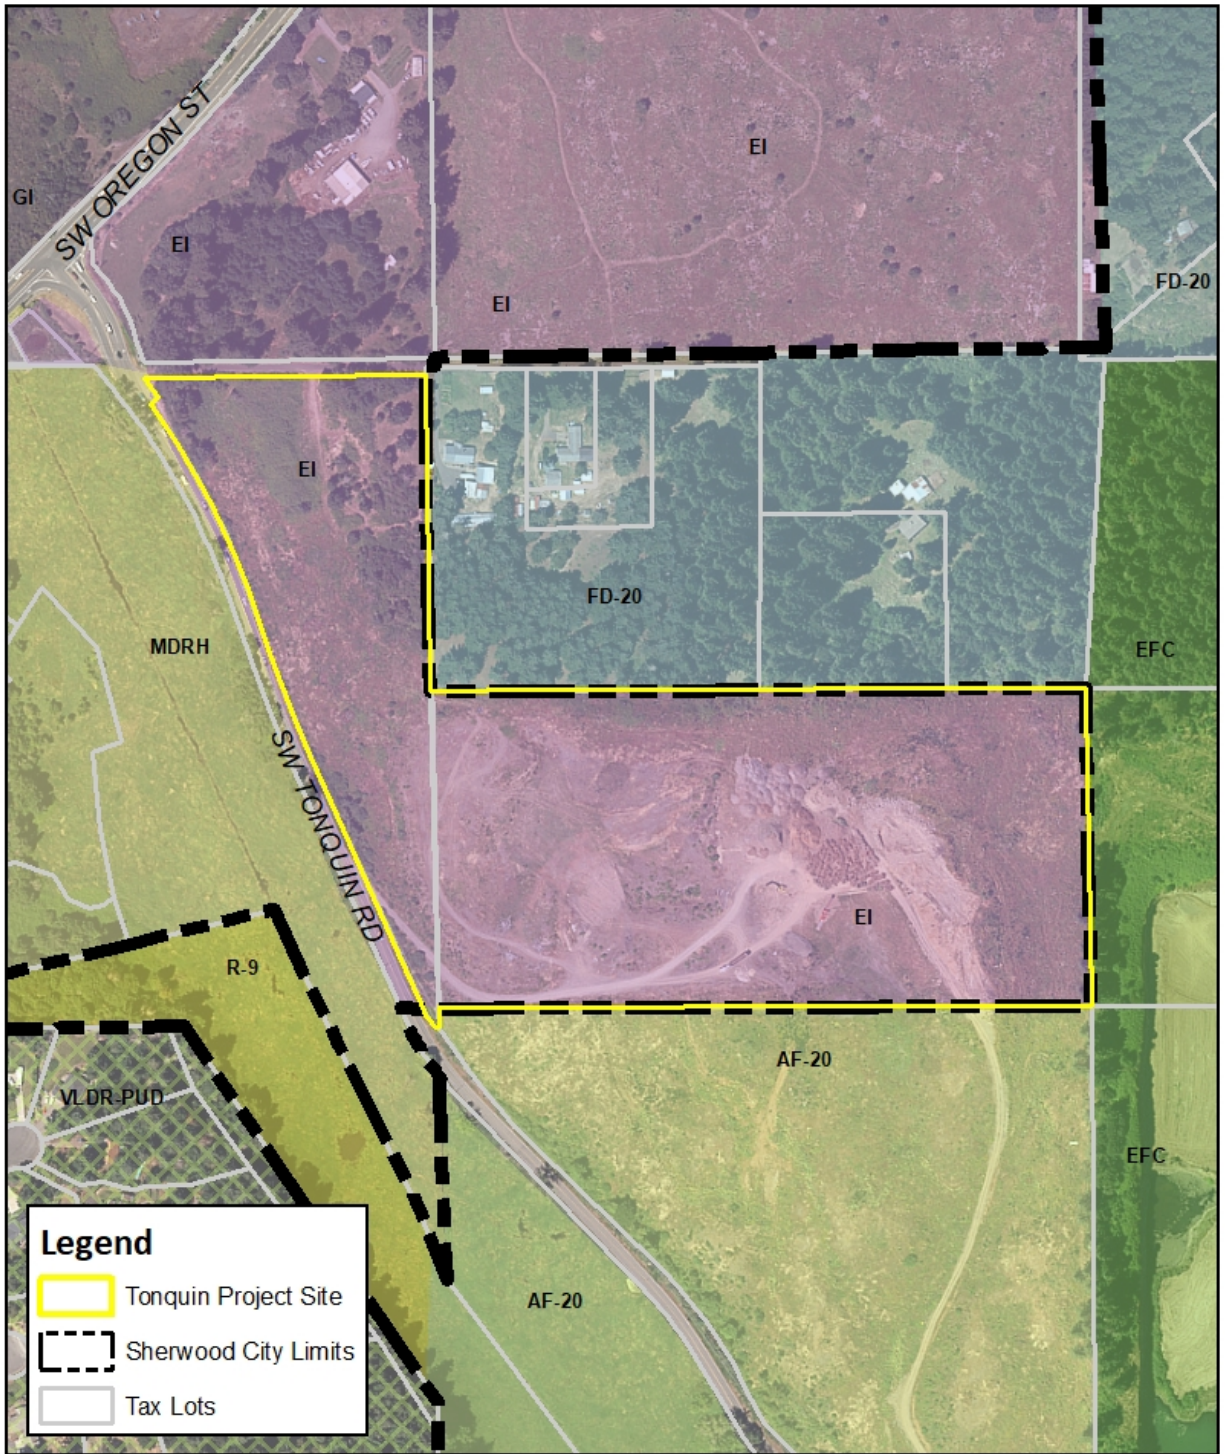 SW OREGON ST
EI
GI
EI
FD-20
EI
EI
FD-20
MDRH
EFC
SW TONQUIN RD
EI
R-9
AF-20
VLDR-PUD
EFC
AF-20
Legend
Tonquin Project Site
Sherwood City Limits
Tax Lots